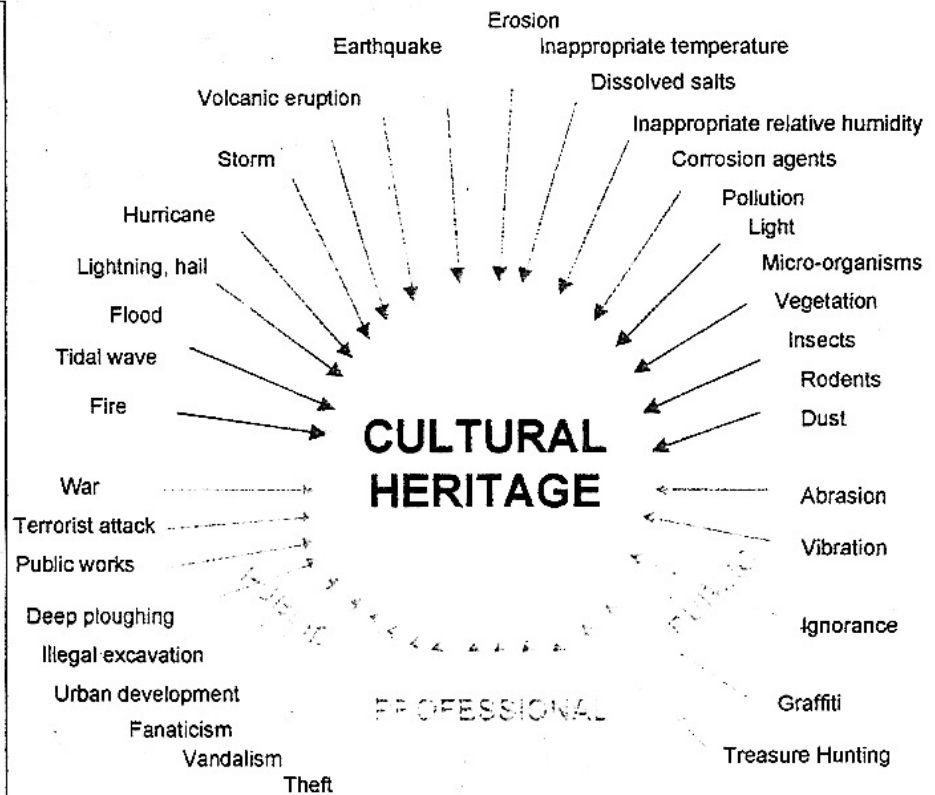 Erosion
Earthquake
Inappropriate temperature
Dissolved salts
Volcanic eruption
Inappropriate relative humidity
Storm
Corrosion agents
Pollution
Hurricane
Light
Lightning, hail
Micro-organisms
Flood
Vegetation
Tidal wave
Insects
Rodents
Fire
Dust
CULTURAL
HERITAGE
War
Abrasion
Terrorist attack
Vibration
Public works
Deep ploughing
Ignorance
Illegal excavation
Urban development
PROFESSIONAL
Graffiti
Fanaticism
Vandalism
Treasure Hunting
Theft